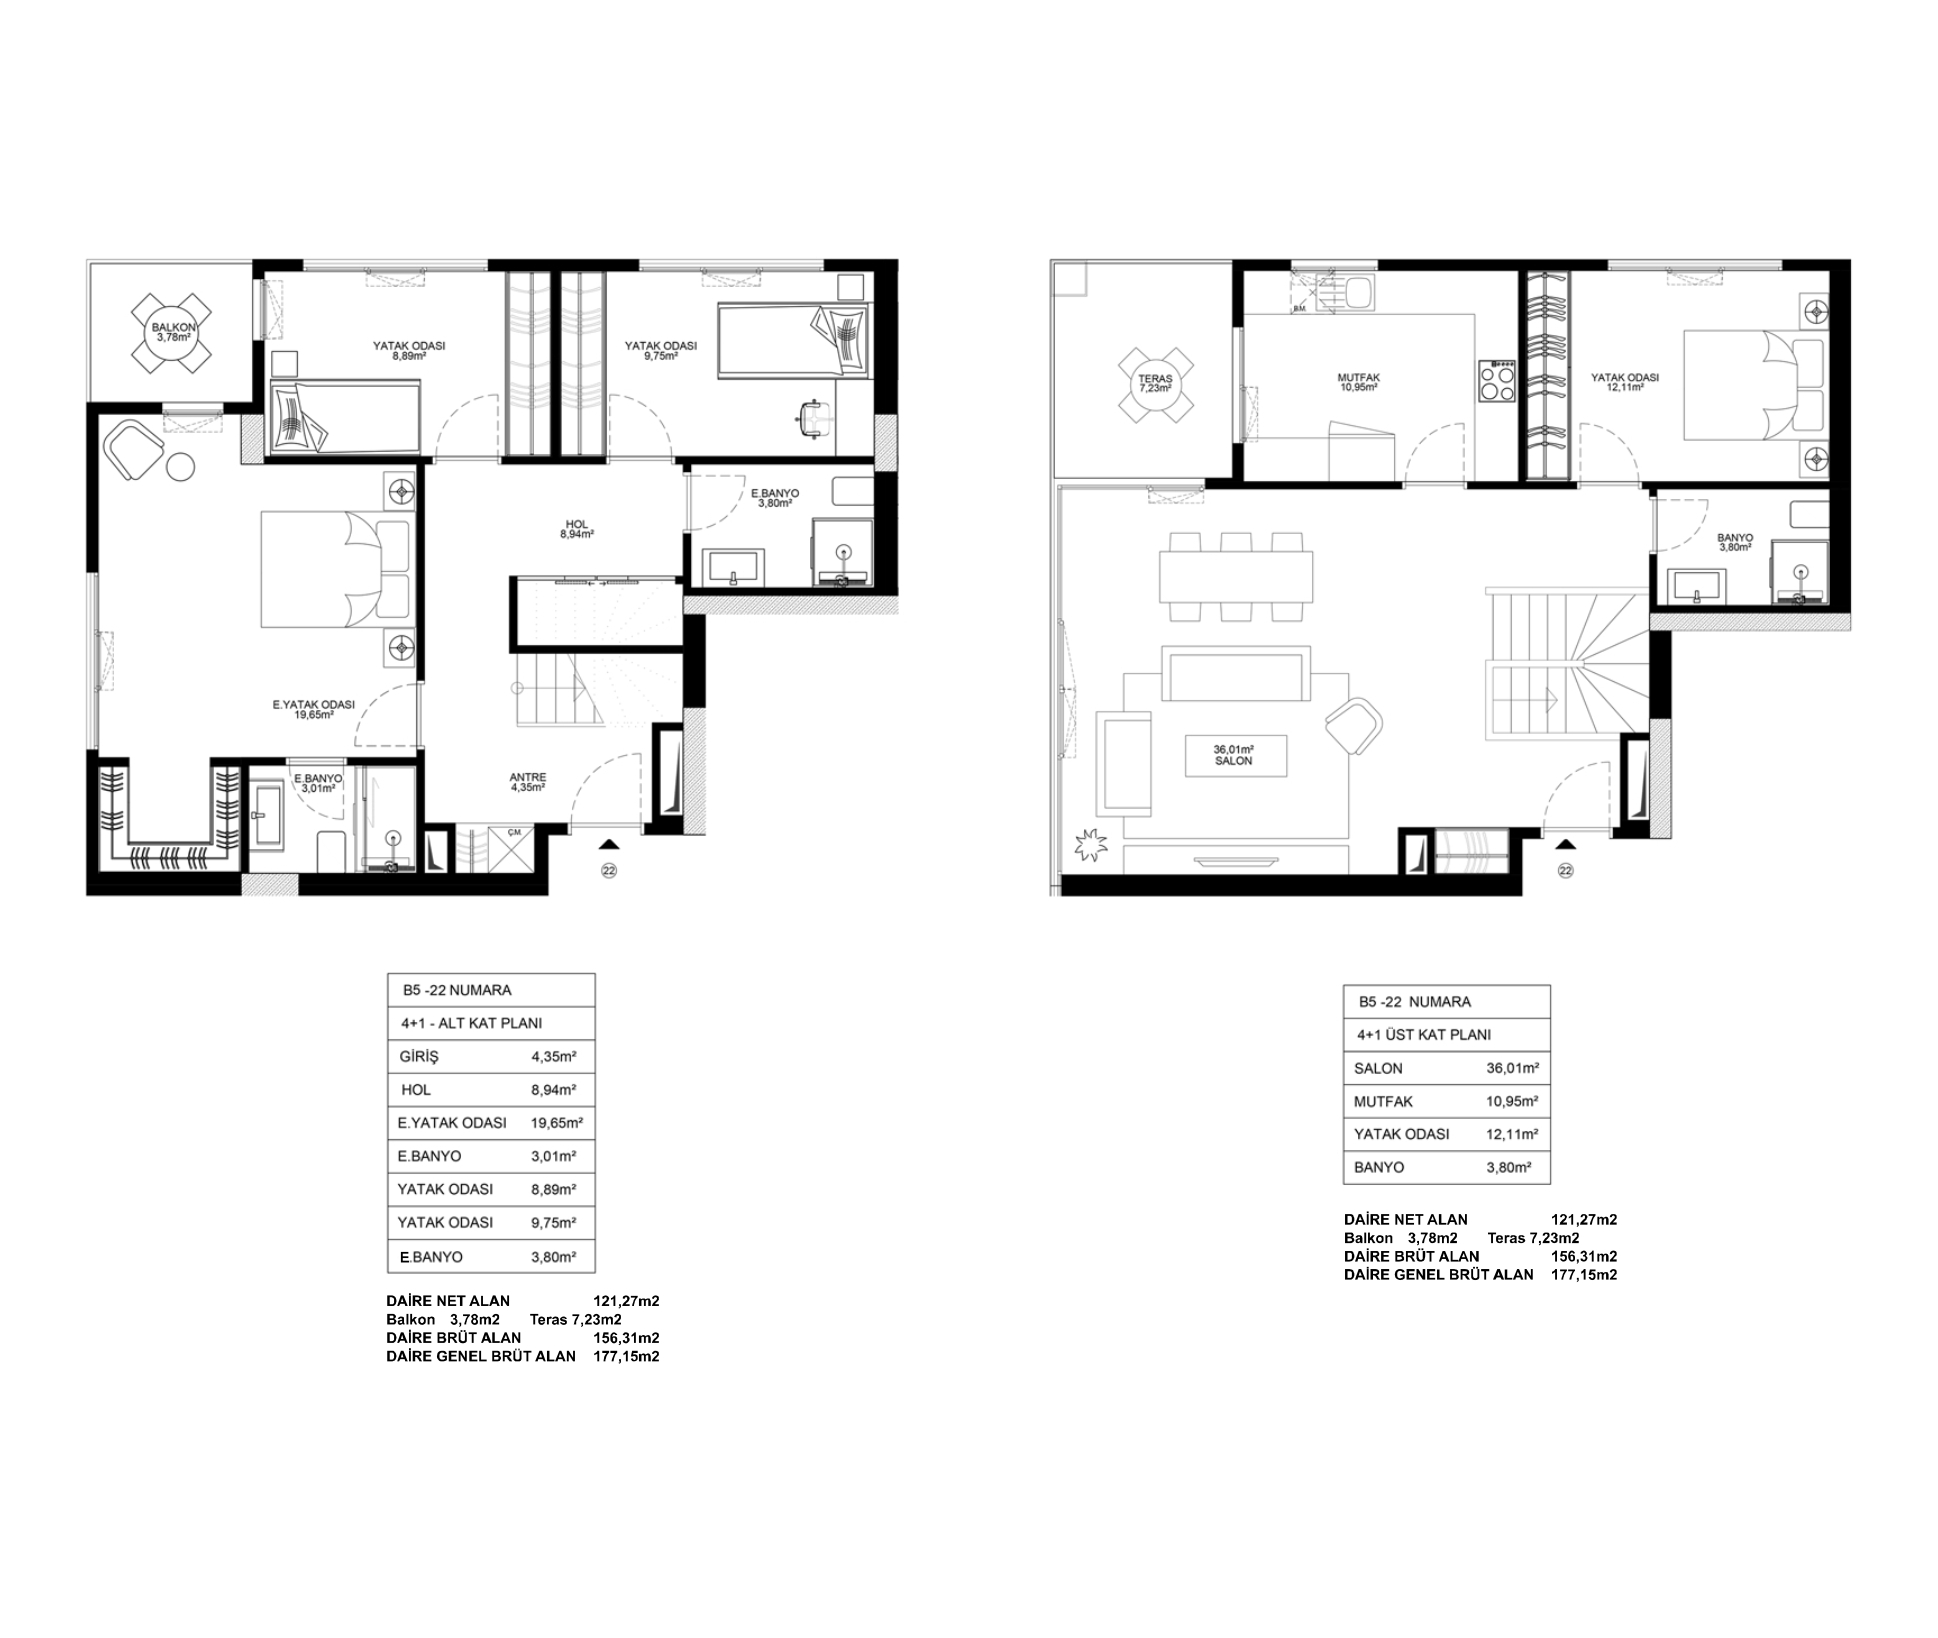 BALKON
3,78m²
YATAK ODASI
8,89m²
YATAK ODASI
9,75m²
E.BANYO
3,80m²
HOL
8,94m²
E.YATAK ODASI
19,65m²
E.BANYO
3,01m²
ANTRE
4,35m²
Ç.M.
22
TERAS
7,23m²
B.M.
MUTFAK
10,95m²
YATAK ODASI
12,11m²
BANYO
3,80m²
36,01m²
SALON
22
B5 -22 NUMARA
4+1 - ALT KAT PLANI
GİRİŞ 4,35m²
HOL 8,94m²
E.YATAK ODASI 19,65m²
E.BANYO 3,01m²
YATAK ODASI 8,89m²
YATAK ODASI 9,75m²
E.BANYO 3,80m²
DAİRE NET ALAN 121,27m2
Balkon 3,78m2 Teras 7,23m2
DAİRE BRÜT ALAN 156,31m2
DAİRE GENEL BRÜT ALAN 177,15m2
B5 -22 NUMARA
4+1 ÜST KAT PLANI
SALON 36,01m²
MUTFAK 10,95m²
YATAK ODASI 12,11m²
BANYO 3,80m²
DAİRE NET ALAN 121,27m2
Balkon 3,78m2 Teras 7,23m2
DAİRE BRÜT ALAN 156,31m2
DAİRE GENEL BRÜT ALAN 177,15m2